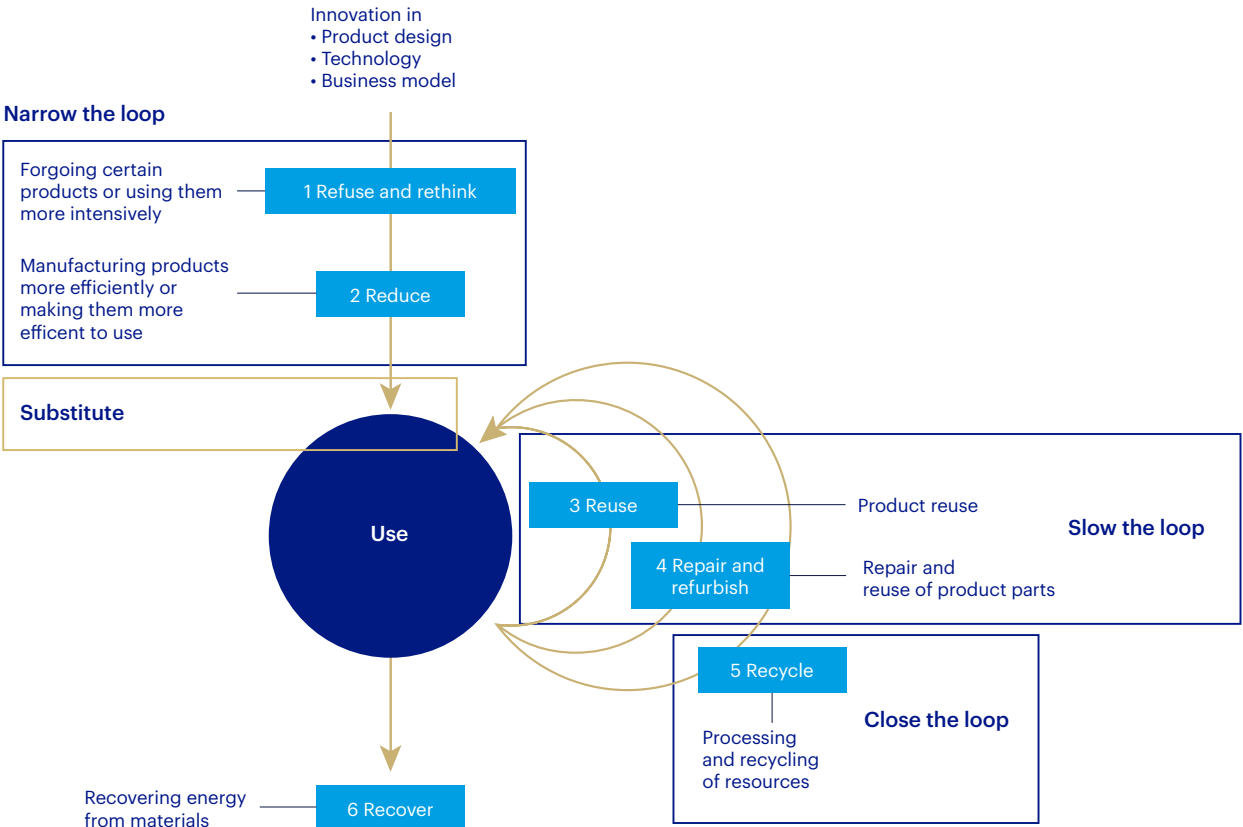 Innovation in
• Product design
• Technology
• Business model
Narrow the loop
Forgoing certain
products or using them
more intensively
1 Refuse and rethink
Manufacturing products
more efficiently or
making them more
efficent to use
2 Reduce
Substitute
Use
3 Reuse
Product reuse
Slow the loop
4 Repair and
refurbish
Repair and
reuse of product parts
5 Recycle
Close the loop
Processing
and recycling
of resources
Recovering energy
from materials
6 Recover